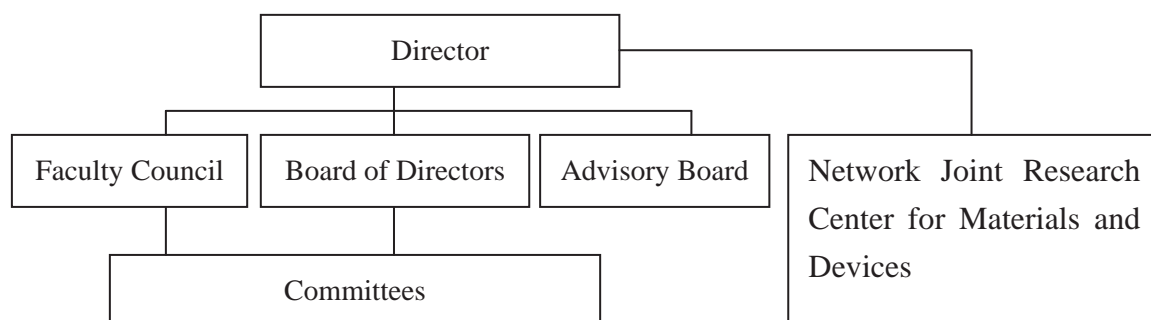 Director
Faculty Council
Board of Directors
Advisory Board
Network Joint Research
Center for Materials and
Devices
Committees